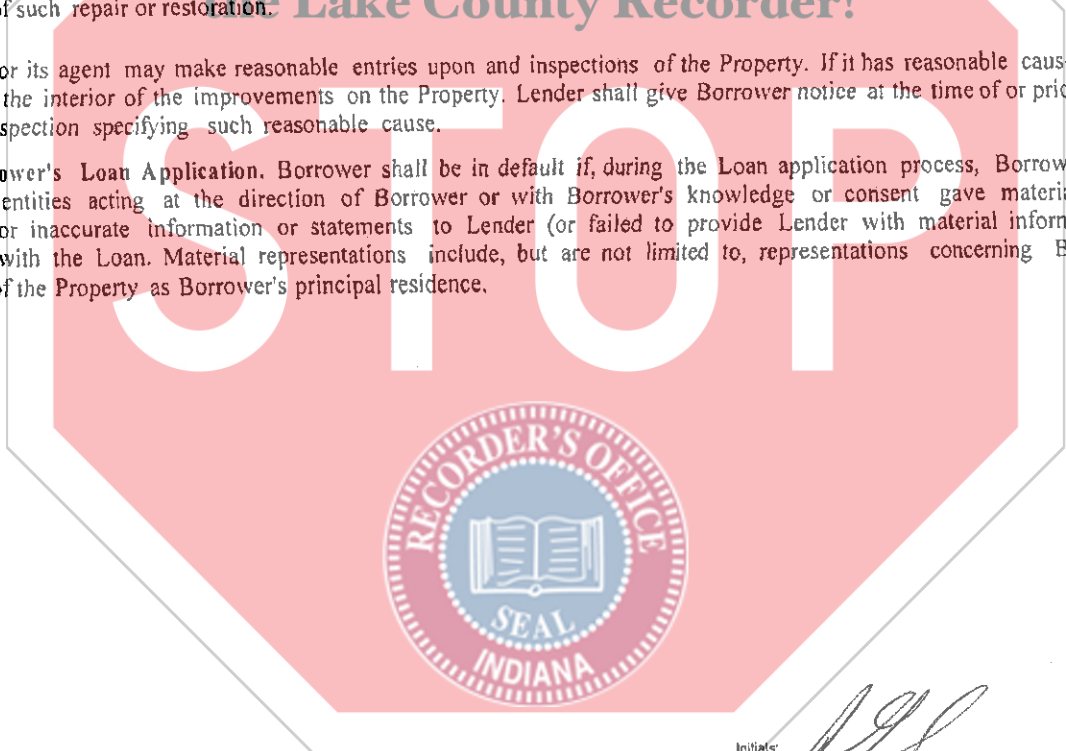 the Lake County Recorder!
of such repair or restoration.
or its agent may make reasonable entries upon and inspections of the Property. If it has reasonable caus
the interior of the improvements on the Property. Lender shall give Borrower notice at the time of or prio
spection specifying such reasonable cause.
ower's Loan Application. Borrower shall be in default if, during the Loan application process, Borrow
entities acting at the direction of Borrower or with Borrower's knowledge or consent gave materia
or inaccurate information or statements to Lender (or failed to provide Lender with material inform
with the Loan. Material representations include, but are not limited to, representations concerning B
of the Property as Borrower's principal residence.
STOP
RECORDER'S OFFICE
SEAL
INDIANA
Initials: